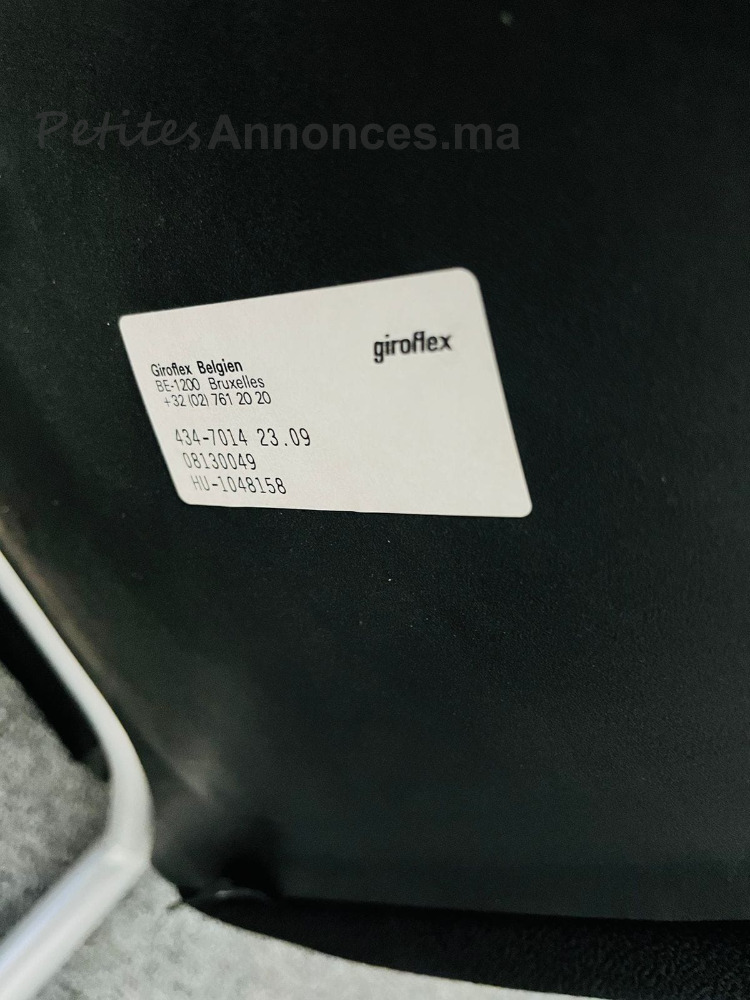 PetitesAnnonces.ma
giroflex
Giroflex Belgien
BE-1200 Bruxelles
+32 (02) 761 20 20
434-7014 23.09
08130049
HU-1048158